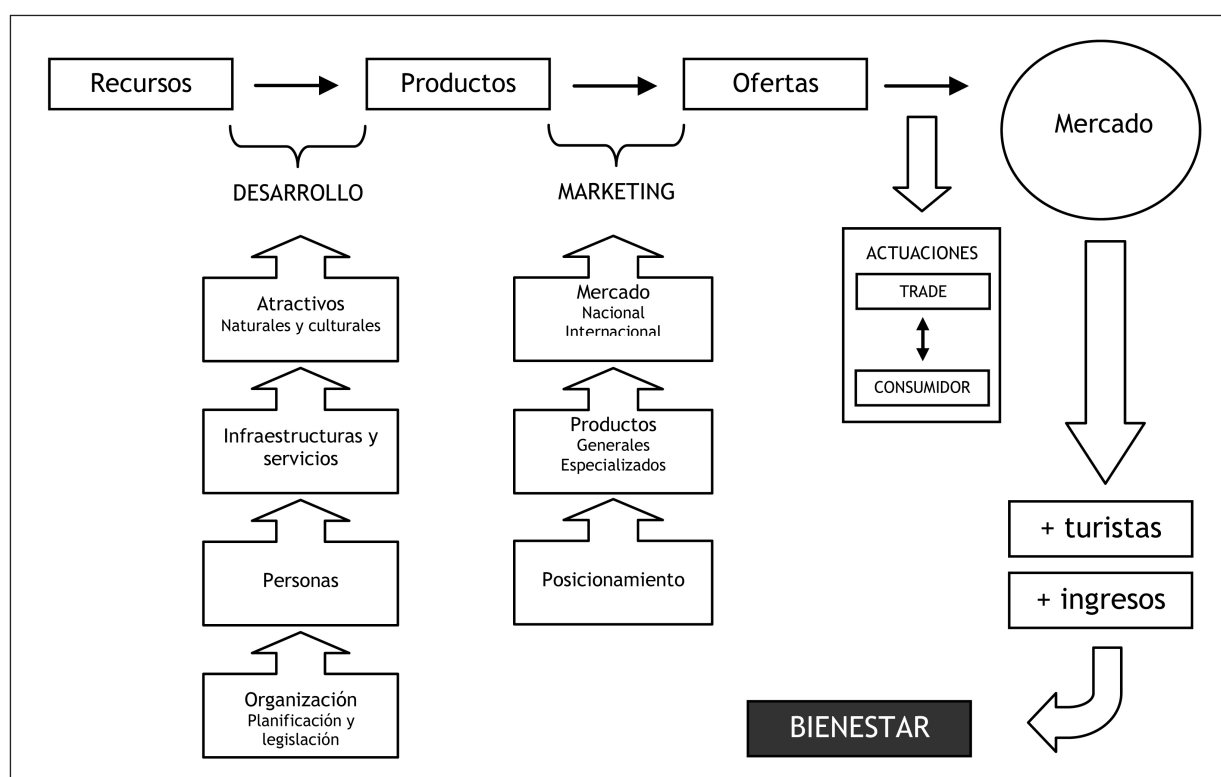 Recursos
Productos
Ofertas
Mercado
DESARROLLO
MARKETING
Atractivos
Naturales y culturales
Infraestructuras y
servicios
Personas
Organización
Planificación y
legislación
Mercado
Nacional
Internacional
Productos
Generales
Especializados
Posicionamiento
ACTUACIONES
TRADE
CONSUMIDOR
+ turistas
+ ingresos
BIENESTAR